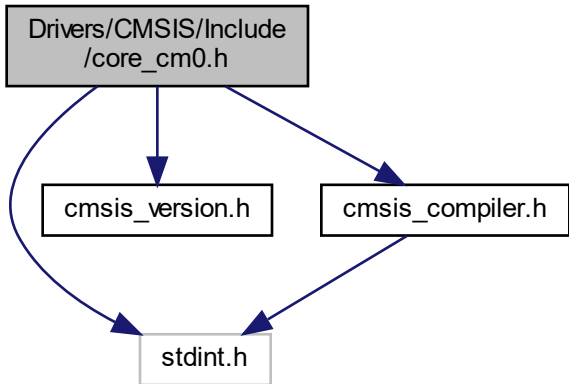 Drivers/CMSIS/Include
/core_cm0.h
cmsis_version.h
cmsis_compiler.h
stdint.h